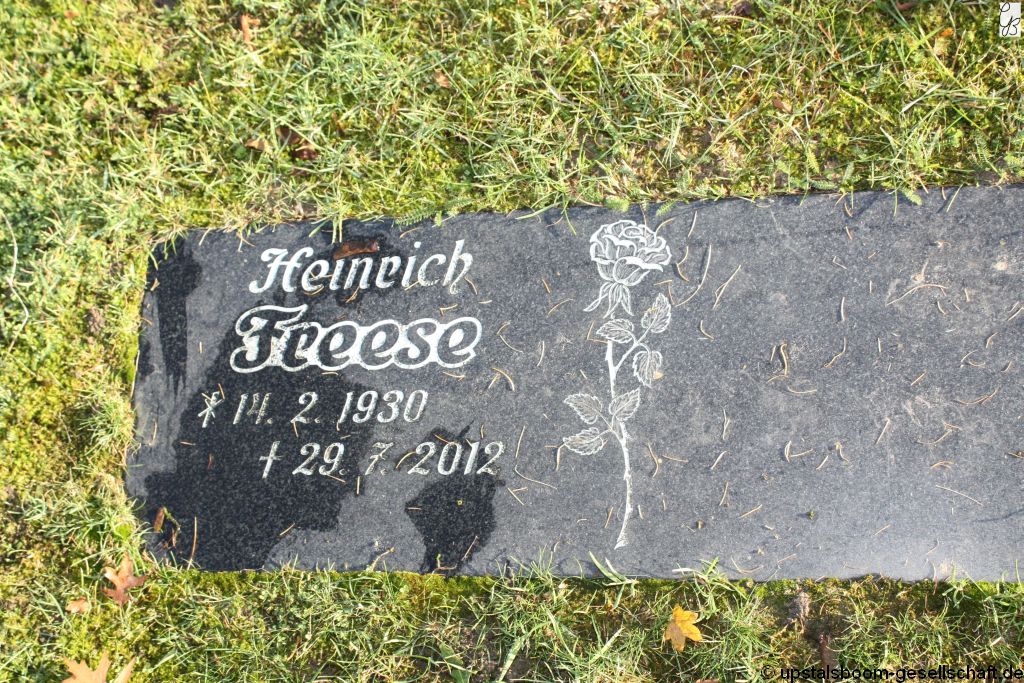 Heinrich
Freese
* 14. 2. 1930
† 29. 7. 2012
© upstalsboom-gesellschaft.de